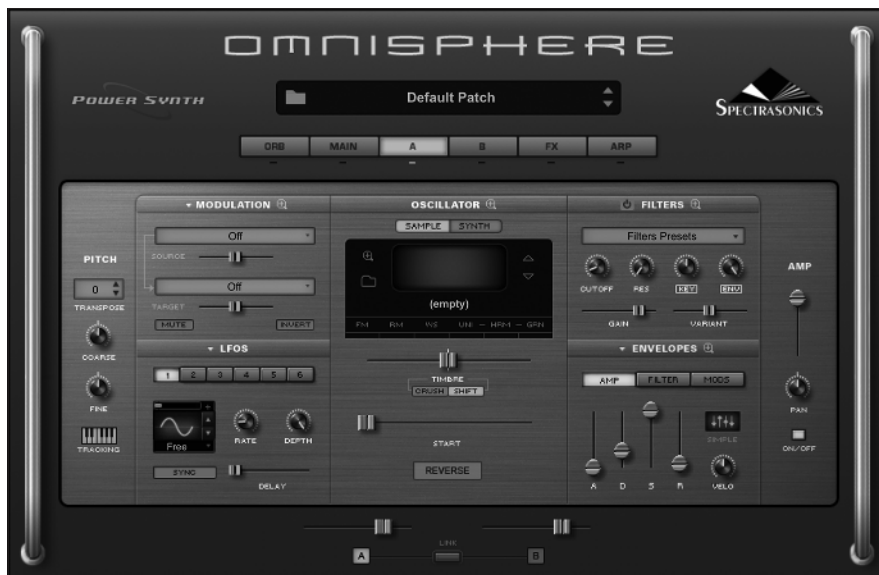 OMNISPHERE
POWER SYNTH
Default Patch
SPECTRASONICS
ORB MAIN A B FX ARP
MODULATION OSCILLATOR FILTERS
SAMPLE SYNTH
Off Filters Presets
PITCH SOURCE AMP
0 Off CUTOFF RES KEY ENV
TRANSPOSE TARGET (empty)
MUTE INVERT FM RM WS UNI HRM GRN GAIN VARIANT
LFOS ENVELOPES
COARSE TIMBRE
1 2 3 4 5 6 CRUSH SHIFT AMP FILTER MODS
FINE PAN
RATE DEPTH START SIMPLE
TRACKING Free ON/OFF
SYNC REVERSE
DELAY A D S R VELO
LINK
A B